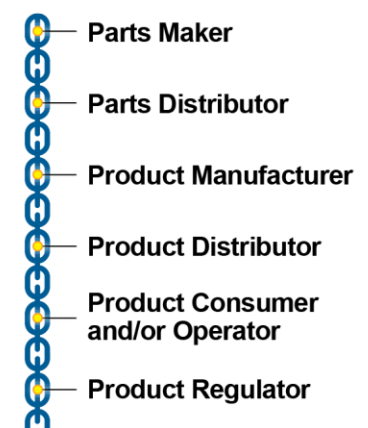 Parts Maker
Parts Distributor
Product Manufacturer
Product Distributor
Product Consumer
and/or Operator
Product Regulator